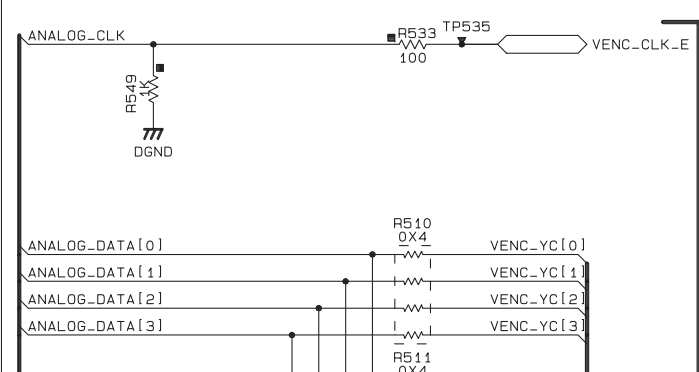 ANALOG_CLK
R533
100
TP535
VENC_CLK_E
R549
1K
DGND
R510
0X4
ANALOG_DATA[0]
VENC_YC[0]
ANALOG_DATA[1]
VENC_YC[1]
ANALOG_DATA[2]
VENC_YC[2]
ANALOG_DATA[3]
VENC_YC[3]
R511
0X4